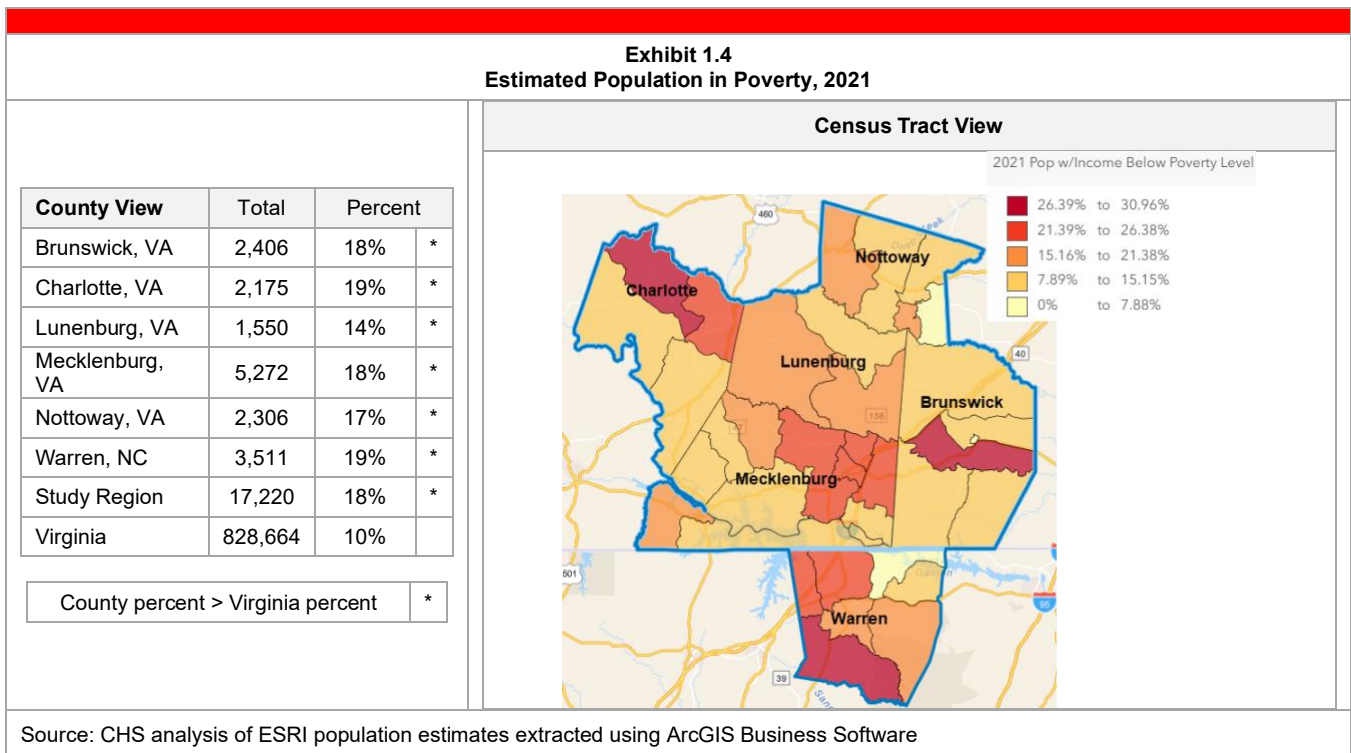 Exhibit 1.4
Estimated Population in Poverty, 2021
County View Total Percent
Brunswick, VA 2,406 18% *
Charlotte, VA 2,175 19% *
Lunenburg, VA 1,550 14% *
Mecklenburg,
VA 5,272 18% *
Nottoway, VA 2,306 17% *
Warren, NC 3,511 19% *
Study Region 17,220 18% *
Virginia 828,664 10%
County percent > Virginia percent *
Census Tract View
2021 Pop w/Income Below Poverty Level
26.39% to 30.96%
21.39% to 26.38%
15.16% to 21.38%
7.89% to 15.15%
0% to 7.88%
460
Nottoway
Charlotte
40
Lunenburg
Brunswick
138
47
Mecklenburg
501
Gaston
95
Warren
39
Source: CHS analysis of ESRI population estimates extracted using ArcGIS Business Software